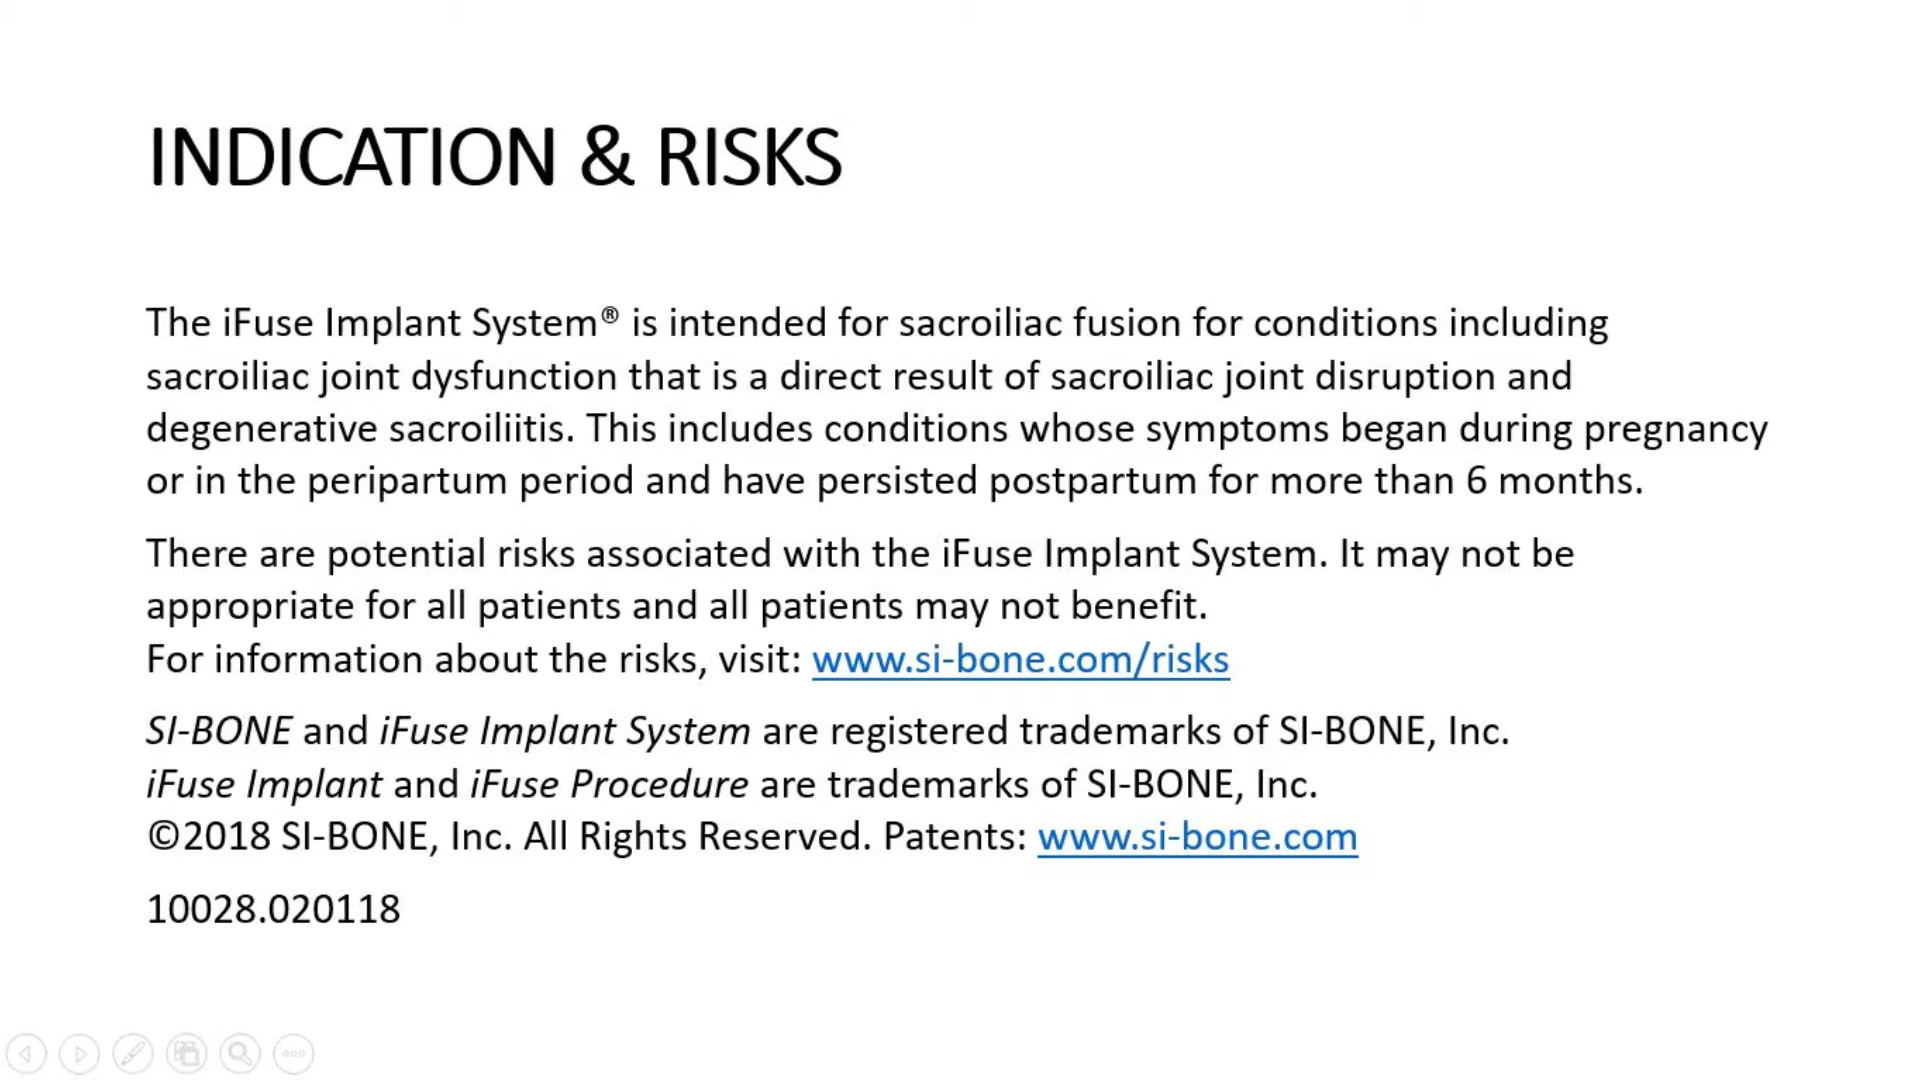 INDICATION & RISKS
The iFuse Implant System® is intended for sacroiliac fusion for conditions including
sacroiliac joint dysfunction that is a direct result of sacroiliac joint disruption and
degenerative sacroiliitis. This includes conditions whose symptoms began during pregnancy
or in the peripartum period and have persisted postpartum for more than 6 months.
There are potential risks associated with the iFuse Implant System. It may not be
appropriate for all patients and all patients may not benefit.
For information about the risks, visit: www.si-bone.com/risks
SI-BONE and iFuse Implant System are registered trademarks of SI-BONE, Inc.
iFuse Implant and iFuse Procedure are trademarks of SI-BONE, Inc.
©2018 SI-BONE, Inc. All Rights Reserved. Patents: www.si-bone.com
10028.020118